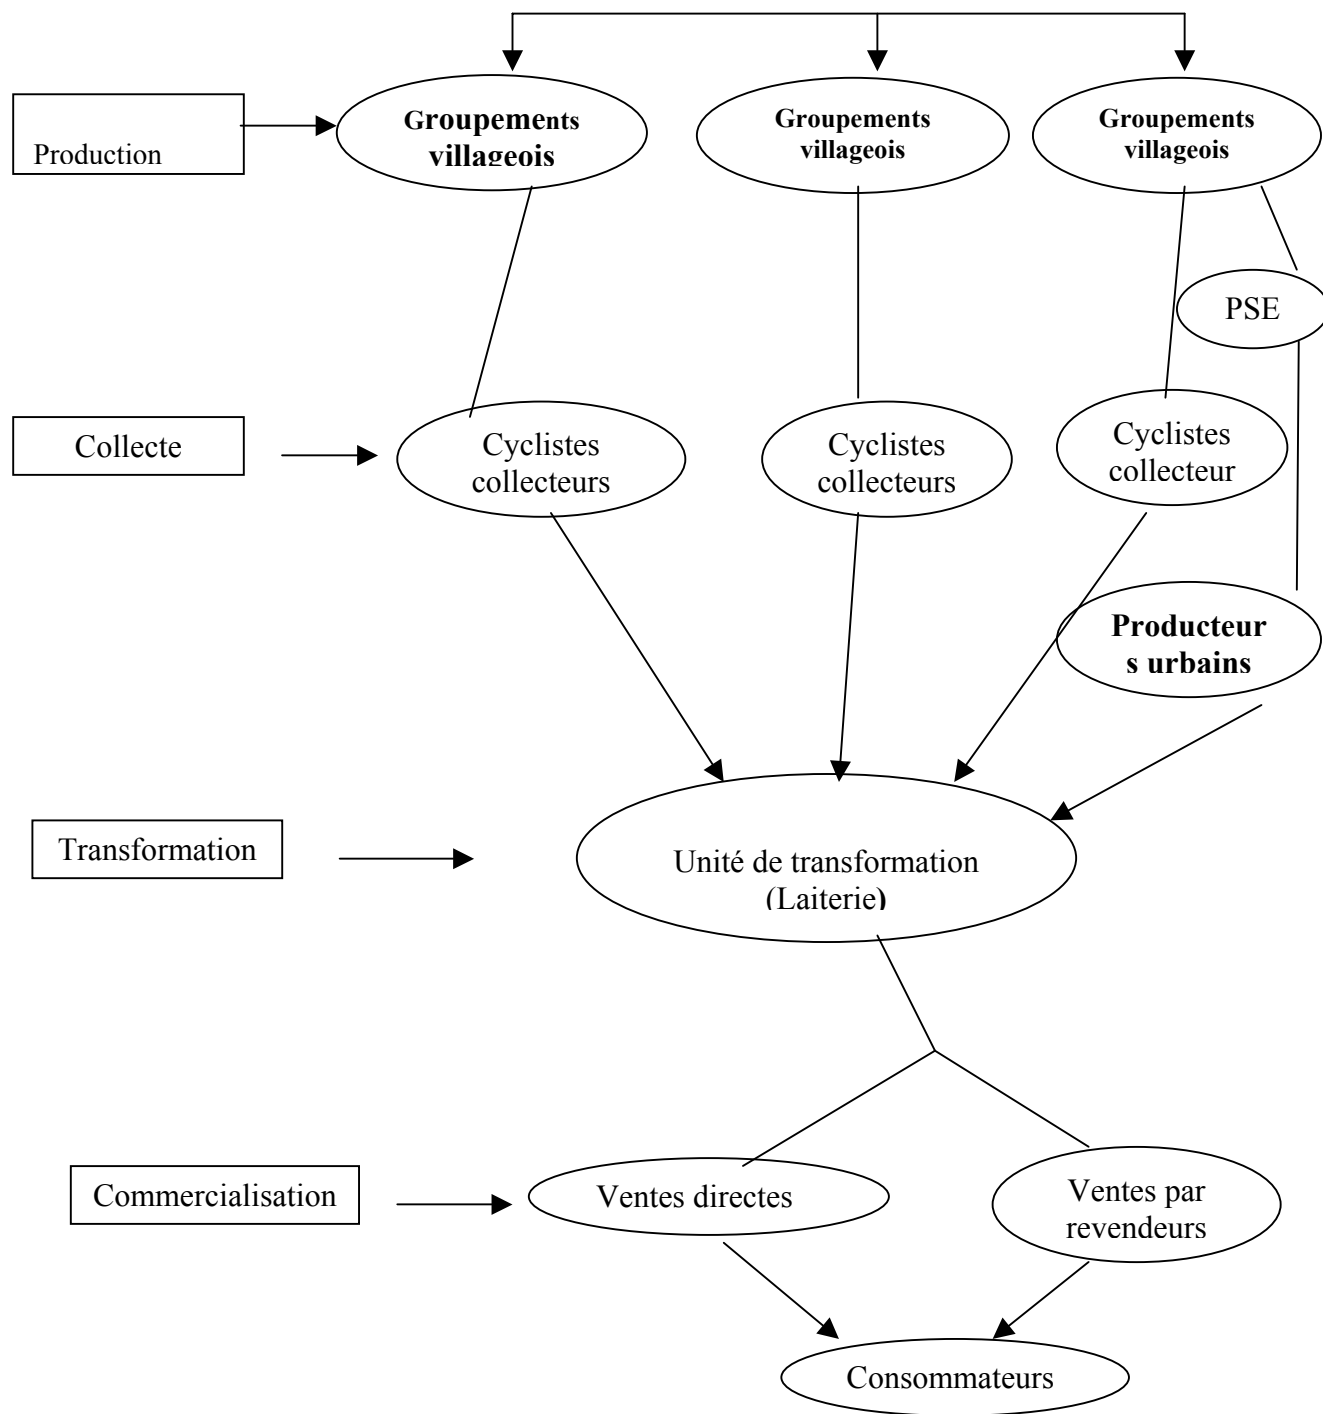 Production
Groupements
villageois
Groupements
villageois
Groupements
villageois
PSE
Collecte
Cyclistes
collecteurs
Cyclistes
collecteurs
Cyclistes
collecteur
Producteur
s urbains
Transformation
Unité de transformation
(Laiterie)
Commercialisation
Ventes directes
Ventes par
revendeurs
Consommateurs